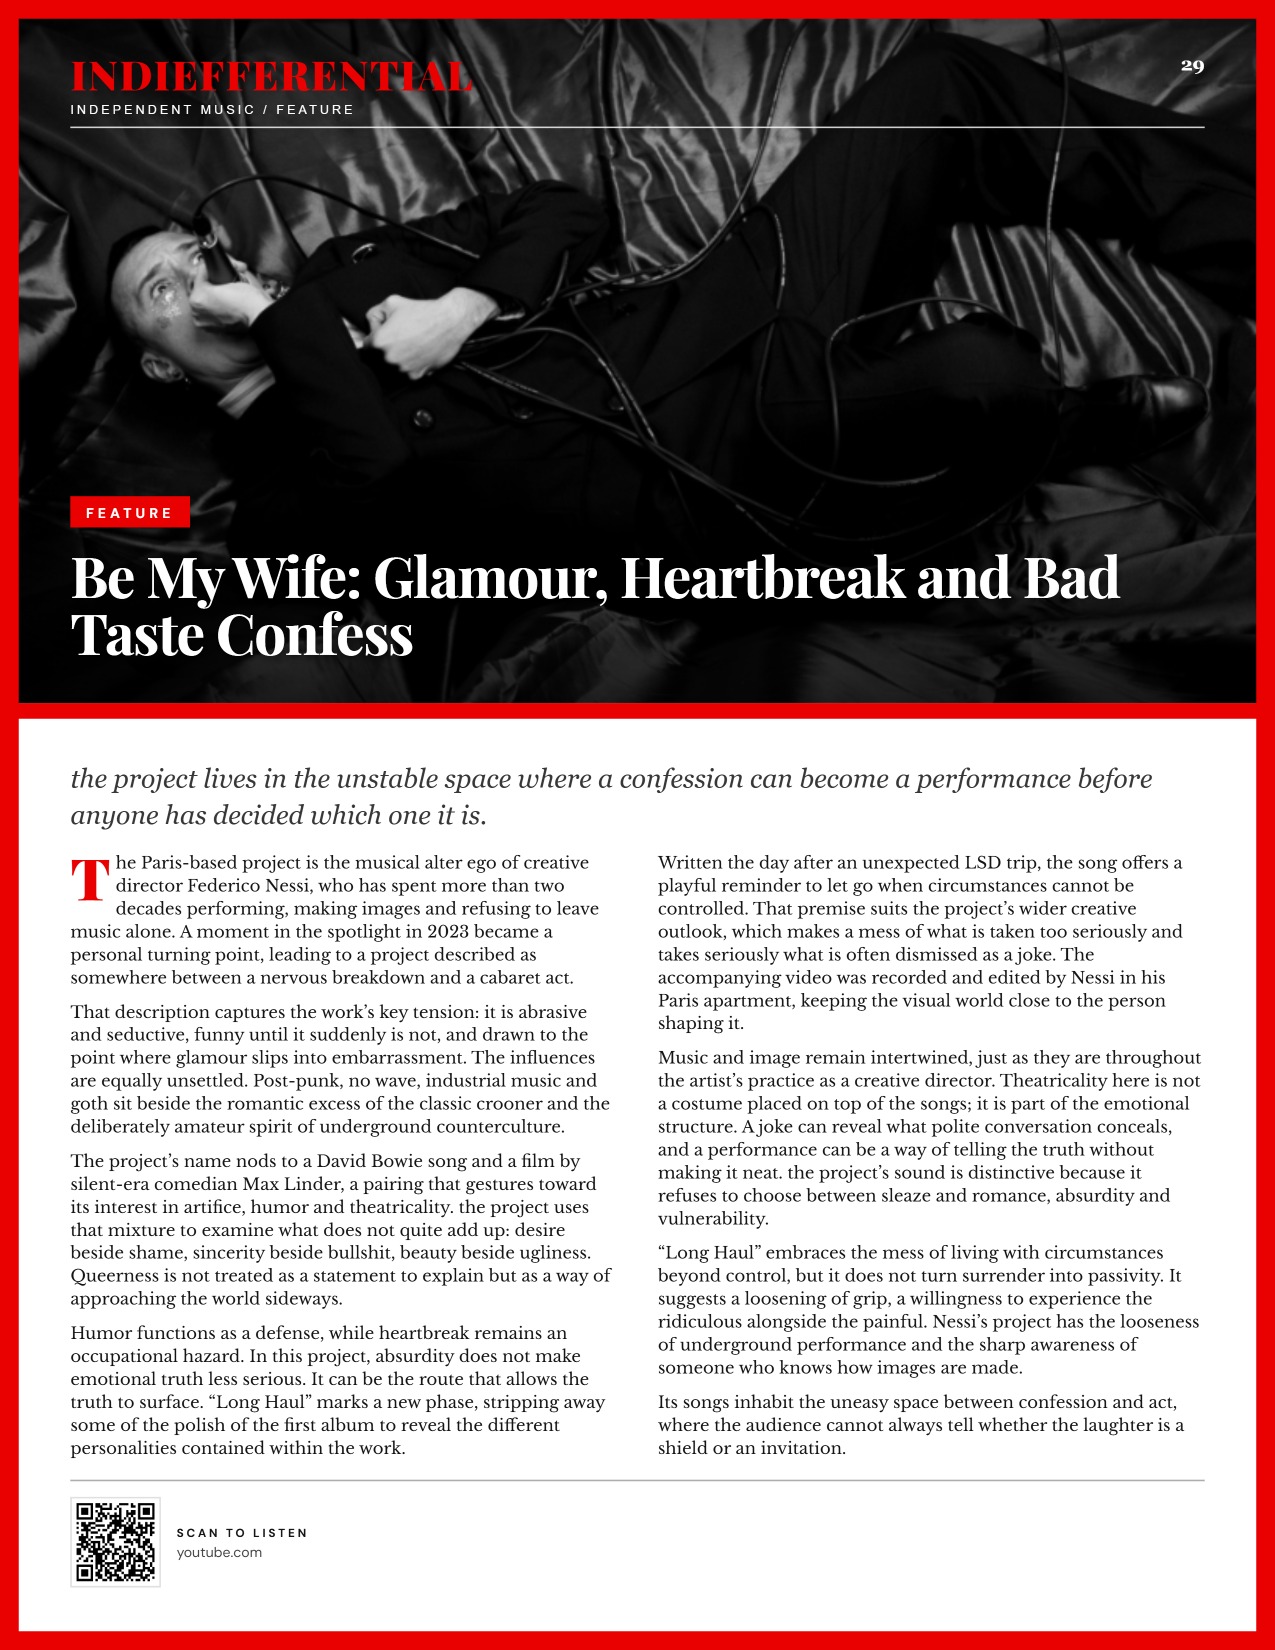 INDIEFFERENTIAL
29
INDEPENDENT MUSIC / FEATURE
FEATURE
Be My Wife: Glamour, Heartbreak and Bad
Taste Confess
the project lives in the unstable space where a confession can become a performance before
anyone has decided which one it is.
The Paris-based project is the musical alter ego of creative
director Federico Nessi, who has spent more than two
decades performing, making images and refusing to leave
music alone. A moment in the spotlight in 2023 became a
personal turning point, leading to a project described as
somewhere between a nervous breakdown and a cabaret act.
That description captures the work’s key tension: it is abrasive
and seductive, funny until it suddenly is not, and drawn to the
point where glamour slips into embarrassment. The influences
are equally unsettled. Post-punk, no wave, industrial music and
goth sit beside the romantic excess of the classic crooner and the
deliberately amateur spirit of underground counterculture.
The project’s name nods to a David Bowie song and a film by
silent-era comedian Max Linder, a pairing that gestures toward
its interest in artifice, humor and theatricality. the project uses
that mixture to examine what does not quite add up: desire
beside shame, sincerity beside bullshit, beauty beside ugliness.
Queerness is not treated as a statement to explain but as a way of
approaching the world sideways.
Humor functions as a defense, while heartbreak remains an
occupational hazard. In this project, absurdity does not make
emotional truth less serious. It can be the route that allows the
truth to surface. “Long Haul” marks a new phase, stripping away
some of the polish of the first album to reveal the different
personalities contained within the work.
Written the day after an unexpected LSD trip, the song offers a
playful reminder to let go when circumstances cannot be
controlled. That premise suits the project’s wider creative
outlook, which makes a mess of what is taken too seriously and
takes seriously what is often dismissed as a joke. The
accompanying video was recorded and edited by Nessi in his
Paris apartment, keeping the visual world close to the person
shaping it.
Music and image remain intertwined, just as they are throughout
the artist’s practice as a creative director. Theatricality here is not
a costume placed on top of the songs; it is part of the emotional
structure. A joke can reveal what polite conversation conceals,
and a performance can be a way of telling the truth without
making it neat. the project’s sound is distinctive because it
refuses to choose between sleaze and romance, absurdity and
vulnerability.
“Long Haul” embraces the mess of living with circumstances
beyond control, but it does not turn surrender into passivity. It
suggests a loosening of grip, a willingness to experience the
ridiculous alongside the painful. Nessi’s project has the looseness
of underground performance and the sharp awareness of
someone who knows how images are made.
Its songs inhabit the uneasy space between confession and act,
where the audience cannot always tell whether the laughter is a
shield or an invitation.
SCAN TO LISTEN
youtube.com